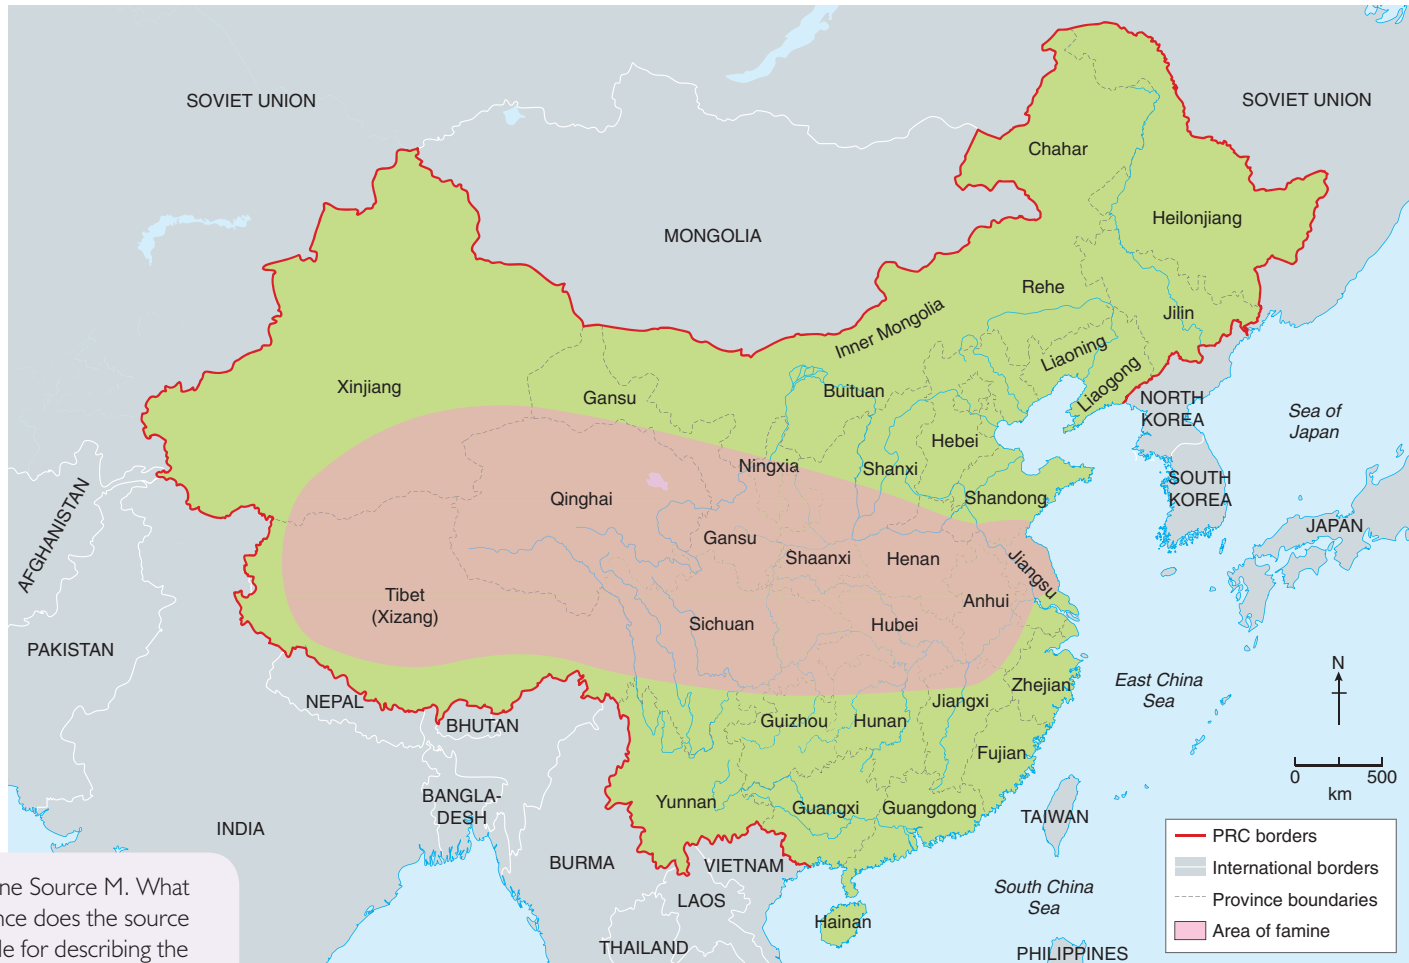 SOVIET UNION
SOVIET UNION
Chahar
Heilonjiang
MONGOLIA
Rehe
Jilin
Inner Mongolia
Liaoning
Liaogong
Xinjiang
Gansu
Buituan
NORTH
KOREA
Sea of
Japan
Hebei
Ningxia
Shanxi
SOUTH
KOREA
Qinghai
Shandong
JAPAN
AFGHANISTAN
Gansu
Shaanxi
Henan
Jiangsu
Tibet
(Xizang)
Anhui
Sichuan
Hubei
PAKISTAN
East China
Sea
N
NEPAL
Zhejian
Jiangxi
BHUTAN
Guizhou
Hunan
Fujian
0 500
km
BANGLA-
DESH
Yunnan
Guangxi
Guangdong
TAIWAN
INDIA
BURMA
VIETNAM
LAOS
South China
Sea
Hainan
THAILAND
PHILIPPINES
PRC borders
International borders
Province boundaries
Area of famine
ne Source M. What
nce does the source
le for describing the